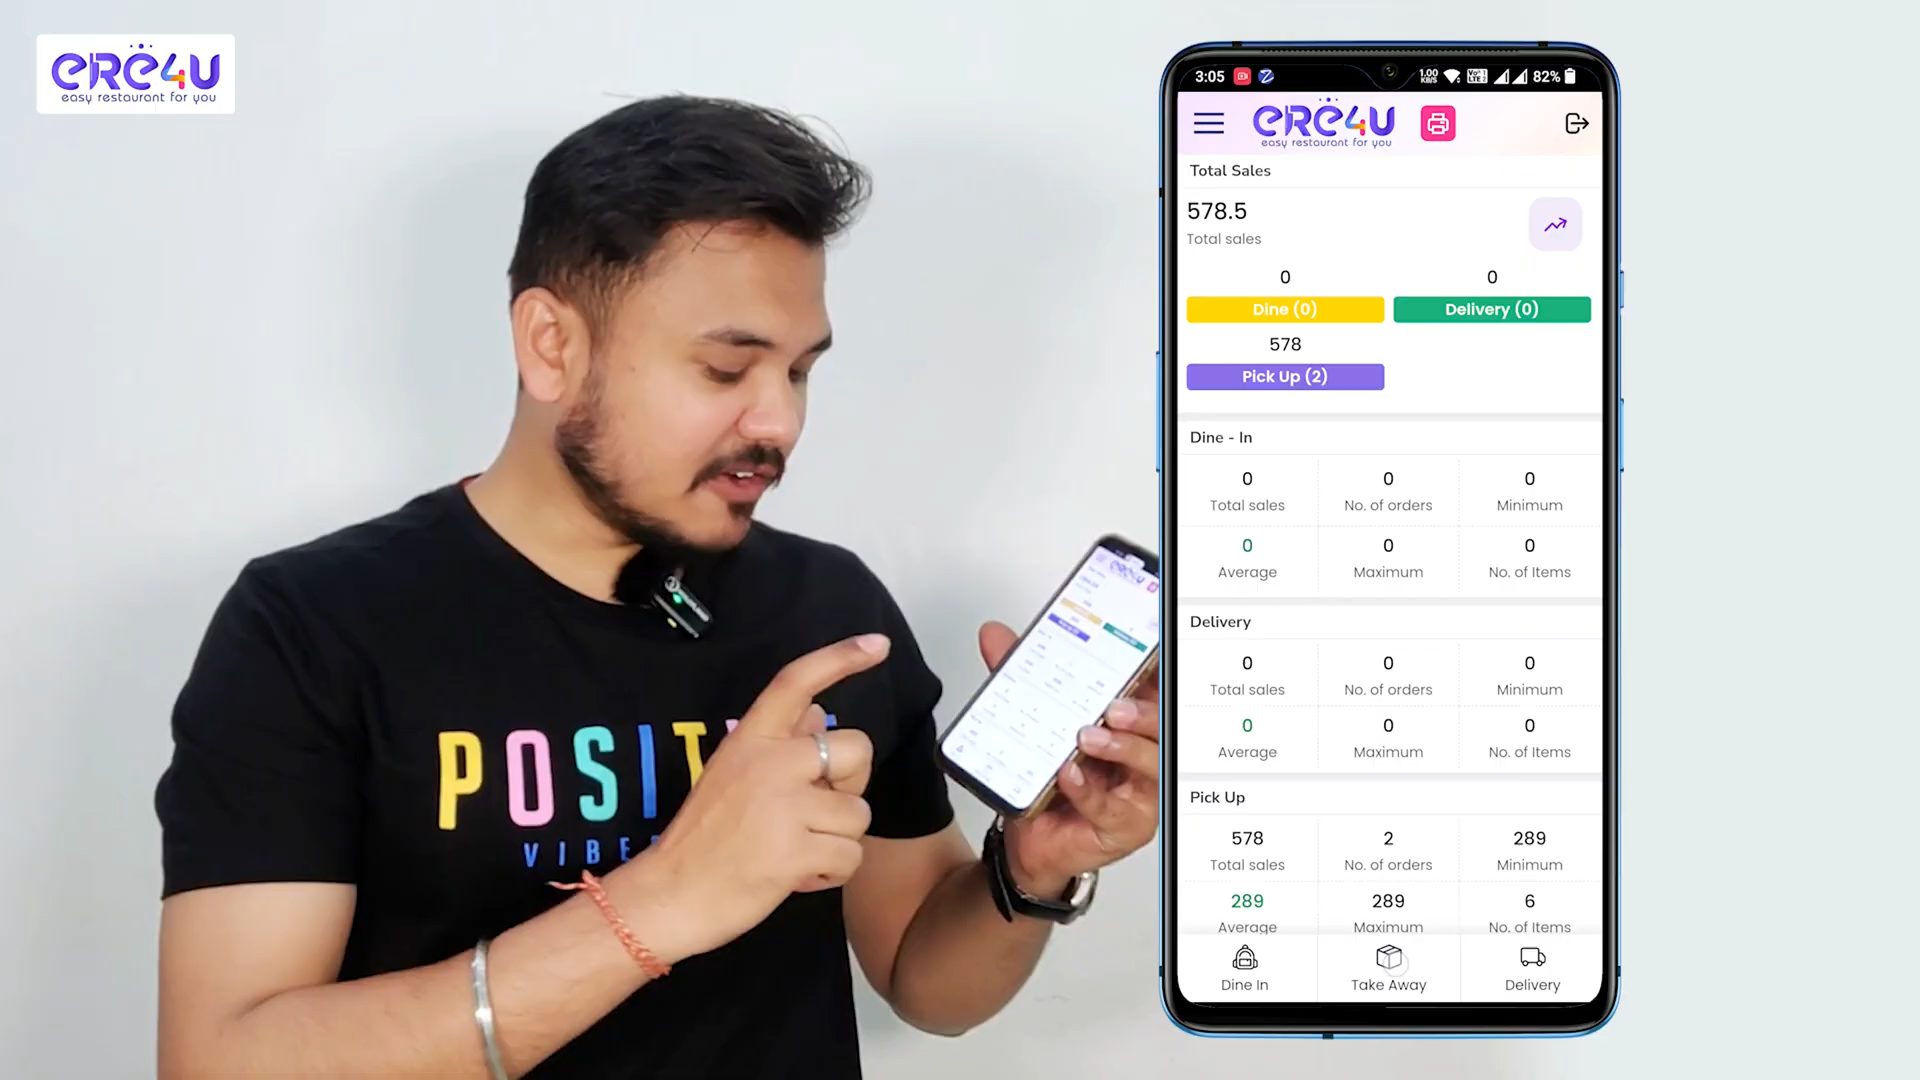 ere4u
easy restaurant for you
3:05
1.00 KB/S
82%
ere4u
easy restaurant for you
Total Sales
578.5
Total sales
0 0
Dine (0) Delivery (0)
578
Pick Up (2)
Dine - In
0 0 0
Total sales No. of orders Minimum
0 0 0
Average Maximum No. of Items
Delivery
0 0 0
Total sales No. of orders Minimum
0 0 0
Average Maximum No. of Items
Pick Up
578 2 289
Total sales No. of orders Minimum
289 289 6
Average Maximum No. of Items
Dine In Take Away Delivery
POSIT
VIBE